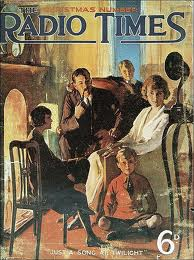 THE CHRISTMAS NUMBER
RADIO TIMES
6D
"JUST A SONG AT TWILIGHT"